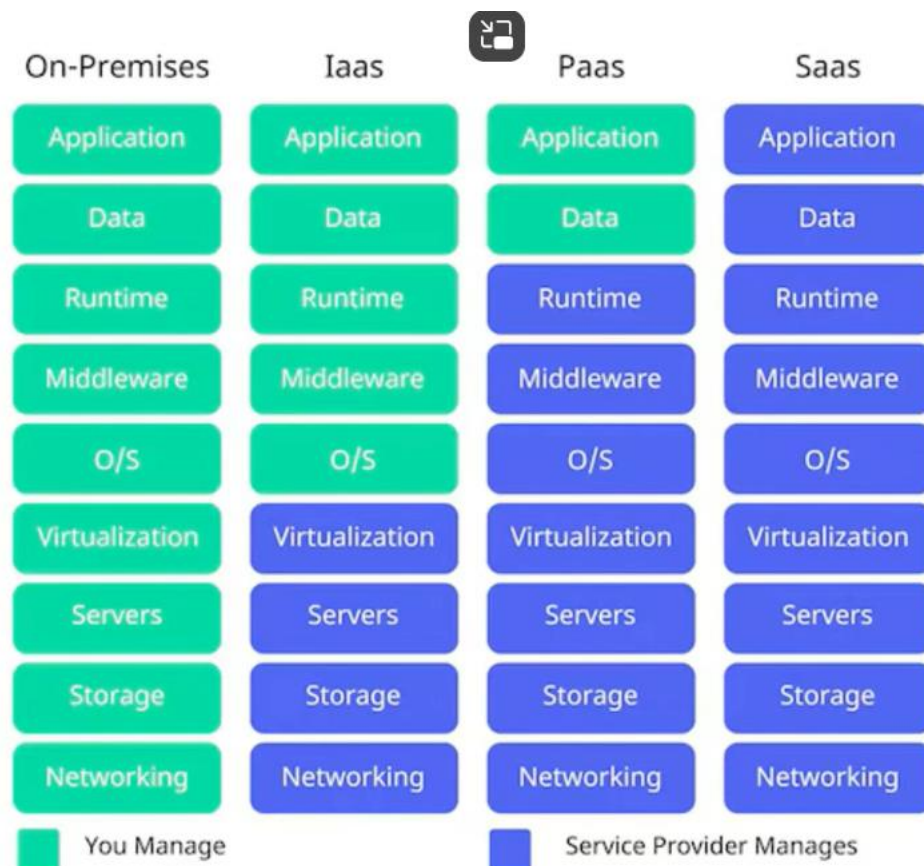 On-Premises Iaas Paas Saas
Application Application Application Application
Data Data Data Data
Runtime Runtime Runtime Runtime
Middleware Middleware Middleware Middleware
O/S O/S O/S O/S
Virtualization Virtualization Virtualization Virtualization
Servers Servers Servers Servers
Storage Storage Storage Storage
Networking Networking Networking Networking
You Manage Service Provider Manages